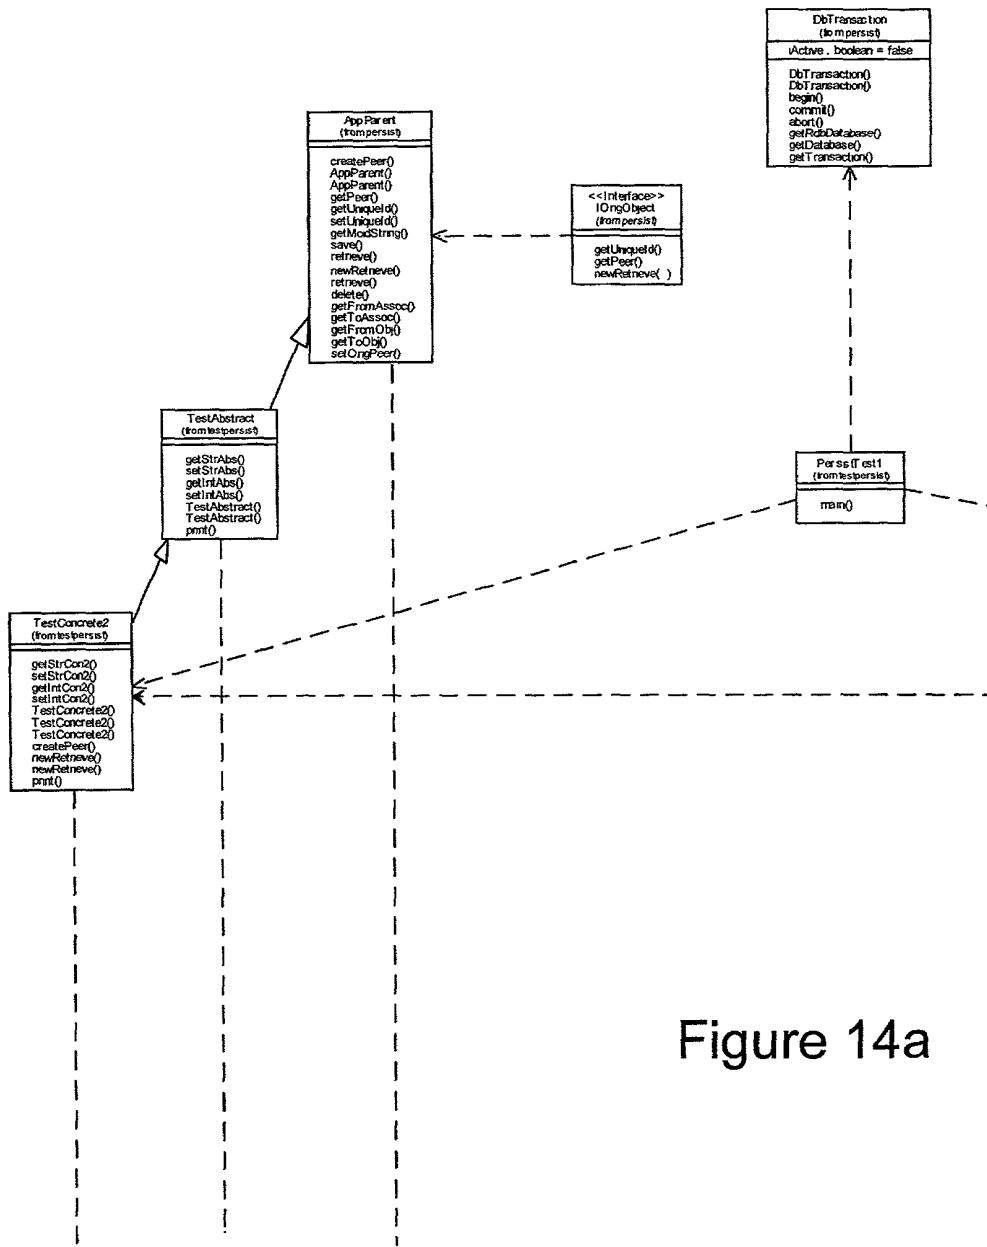 DbTransaction
(from persist)
iActive . boolean = false
DbTransaction()
DbTransaction()
begin()
commit()
abort()
getRdbDatabase()
getDatabase()
getTransaction()
AppParent
(from persist)
createPeer()
AppParent()
AppParent()
getPeer()
getUniqueId()
setUniqueId()
getModString()
save()
retrieve()
newRetrieve()
retrieve()
delete()
getFromAssoc()
getToAssoc()
getFromObj()
getToObj()
setOrigPeer()
<<Interface>>
IOrigObject
(from persist)
getUniqueId()
getPeer()
newRetrieve( )
TestAbstract
(from testpersist)
getStrAbs()
setStrAbs()
getIntAbs()
setIntAbs()
TestAbstract()
TestAbstract()
print()
PersistTest1
(from testpersist)
main()
TestConcrete2
(from testpersist)
getStrCon2()
setStrCon2()
getIntCon2()
setIntCon2()
TestConcrete2()
TestConcrete2()
TestConcrete2()
createPeer()
newRetrieve()
newRetrieve()
print()
Figure 14a